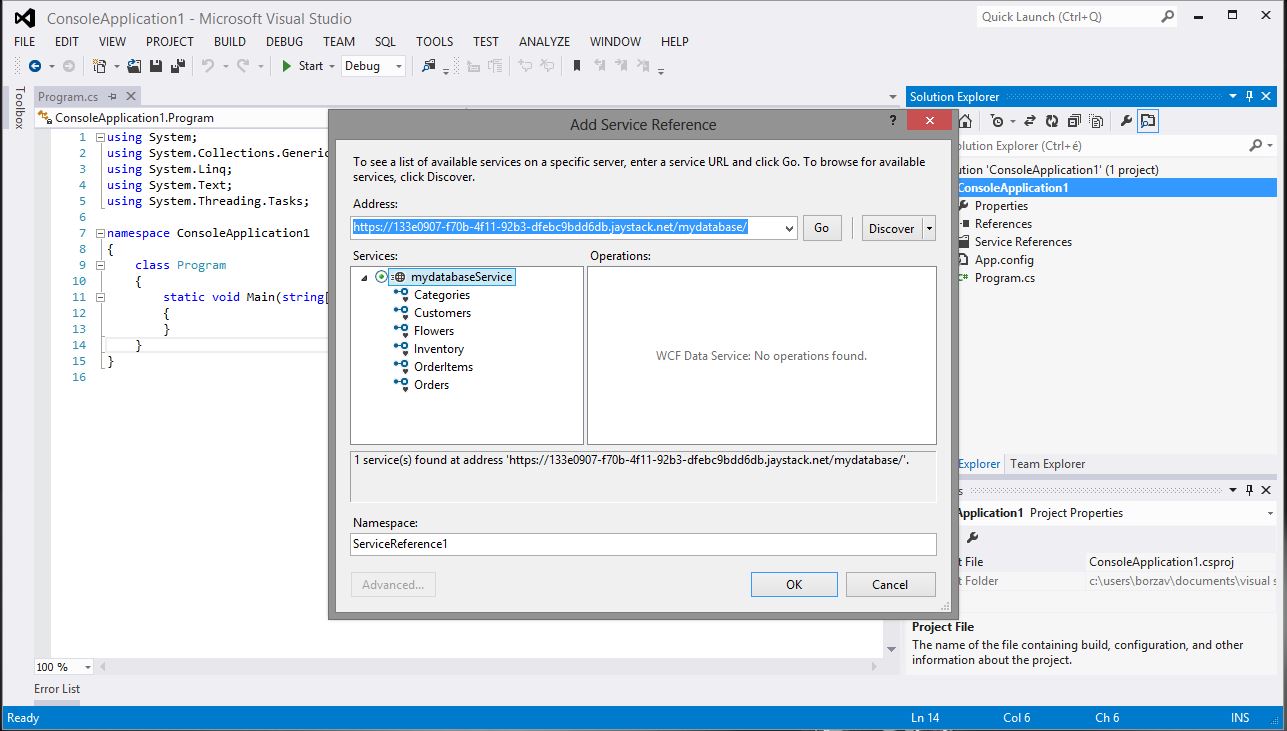 ConsoleApplication1 - Microsoft Visual Studio
Quick Launch (Ctrl+Q)
FILE EDIT VIEW PROJECT BUILD DEBUG TEAM SQL TOOLS TEST ANALYZE WINDOW HELP
Start Debug
Toolbox
Program.cs
ConsoleApplication1.Program
1 using System;
2 using System.Collections.Generic
3 using System.Linq;
4 using System.Text;
5 using System.Threading.Tasks;
6
7 namespace ConsoleApplication1
8 {
9 class Program
10 {
11 static void Main(string[
12 {
13 }
14 }
15 }
16
100 %
Add Service Reference
?
To see a list of available services on a specific server, enter a service URL and click Go. To browse for available
services, click Discover.
Address:
https://133e0907-f70b-4f11-92b3-dfebc9bdd6db.jaystack.net/mydatabase/
Go Discover
Services: Operations:
mydatabaseService
Categories
Customers
Flowers
Inventory
OrderItems
Orders
WCF Data Service: No operations found.
1 service(s) found at address 'https://133e0907-f70b-4f11-92b3-dfebc9bdd6db.jaystack.net/mydatabase/'.
Namespace:
ServiceReference1
Advanced... OK Cancel
Solution Explorer
olution Explorer (Ctrl+é)
ution 'ConsoleApplication1' (1 project)
ConsoleApplication1
Properties
References
Service References
App.config
C# Program.cs
Explorer Team Explorer
s
Application1 Project Properties
t File ConsoleApplication1.csproj
t Folder c:\users\borzav\documents\visual s
Project File
The name of the file containing build, configuration, and other
information about the project.
Error List
Ready Ln 14 Col 6 Ch 6 INS